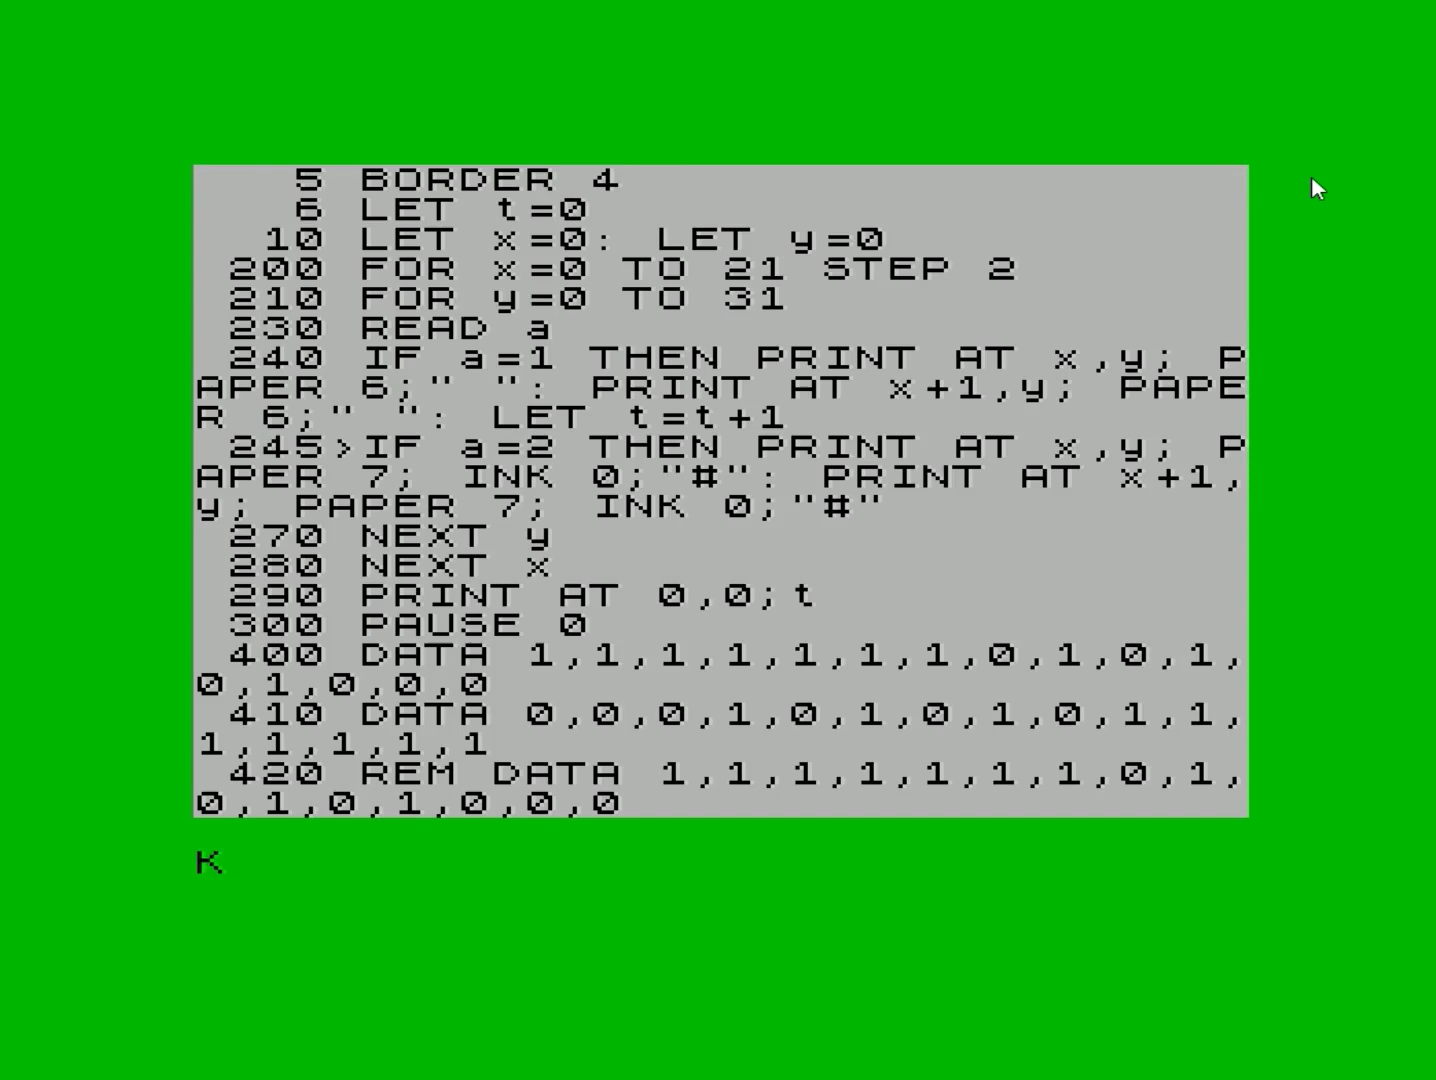 5 BORDER 4
6 LET t=0
10 LET x=0: LET y=0
200 FOR x=0 TO 21 STEP 2
210 FOR y=0 TO 31
230 READ a
240 IF a=1 THEN PRINT AT x,y; P
APER 6;" ": PRINT AT x+1,y; PAPE
R 6;" ": LET t=t+1
245>IF a=2 THEN PRINT AT x,y; P
APER 7; INK 0;"#": PRINT AT x+1,
y; PAPER 7; INK 0;"#"
270 NEXT y
280 NEXT x
290 PRINT AT 0,0;t
300 PAUSE 0
400 DATA 1,1,1,1,1,1,1,0,1,0,1,
0,1,0,0,0
410 DATA 0,0,0,1,0,1,0,1,0,1,1,
1,1,1,1,1
420 REM DATA 1,1,1,1,1,1,1,0,1,
0,1,0,1,0,0,0
K